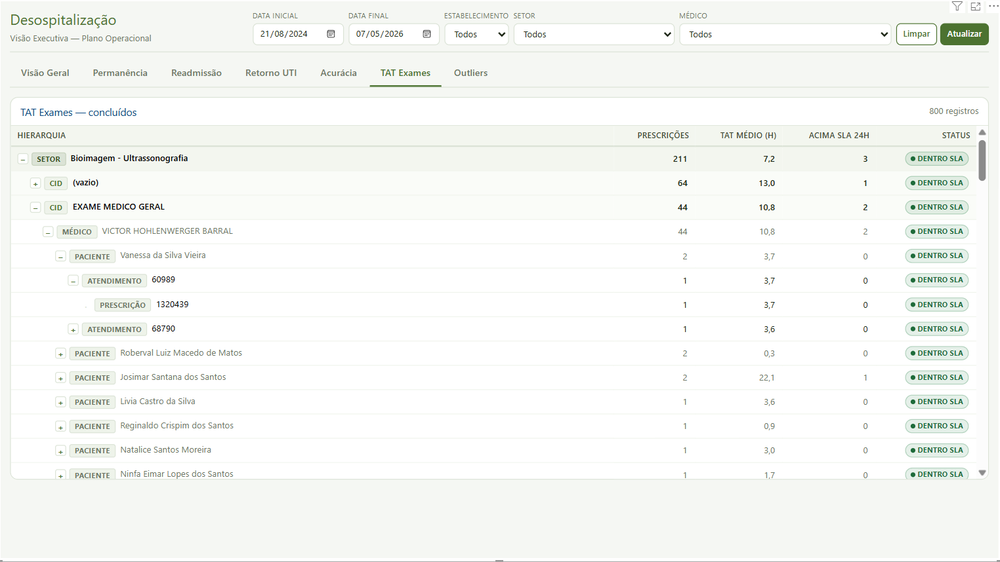 Desospitalização
Visão Executiva — Plano Operacional
DATA INICIAL
21/08/2024
DATA FINAL
07/05/2026
ESTABELECIMENTO
Todos
SETOR
Todos
MÉDICO
Todos
Limpar
Atualizar
Visão Geral Permanência Readmissão Retorno UTI Acurácia TAT Exames Outliers
TAT Exames — concluídos 800 registros
HIERARQUIA PRESCRIÇÕES TAT MÉDIO (H) ACIMA SLA 24H STATUS
– SETOR Bioimagem - Ultrassonografia 211 7,2 3 DENTRO SLA
+ CID (vazio) 64 13,0 1 DENTRO SLA
– CID EXAME MEDICO GERAL 44 10,8 2 DENTRO SLA
– MÉDICO VICTOR HOHLENWERGER BARRAL 44 10,8 2 DENTRO SLA
– PACIENTE Vanessa da Silva Vieira 2 3,7 0 DENTRO SLA
– ATENDIMENTO 60989 1 3,7 0 DENTRO SLA
PRESCRIÇÃO 1320439 1 3,7 0 DENTRO SLA
+ ATENDIMENTO 68790 1 3,6 0 DENTRO SLA
+ PACIENTE Roberval Luiz Macedo de Matos 2 0,3 0 DENTRO SLA
+ PACIENTE Josimar Santana dos Santos 2 22,1 1 DENTRO SLA
+ PACIENTE Livia Castro da Silva 1 3,6 0 DENTRO SLA
+ PACIENTE Reginaldo Crispim dos Santos 1 0,9 0 DENTRO SLA
+ PACIENTE Natalice Santos Moreira 1 3,0 0 DENTRO SLA
+ PACIENTE Ninfa Eimar Lopes dos Santos 1 1,7 0 DENTRO SLA